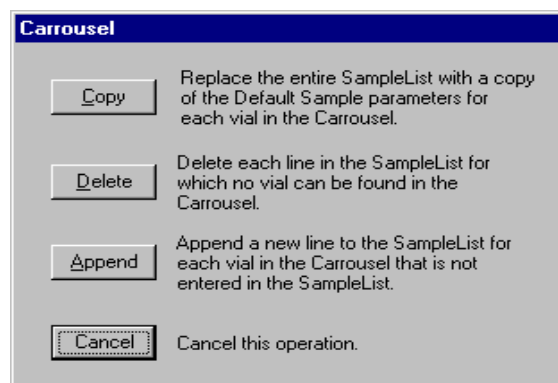 Carrousel
Copy
Replace the entire SampleList with a copy
of the Default Sample parameters for
each vial in the Carrousel.
Delete
Delete each line in the SampleList for
which no vial can be found in the
Carrousel.
Append
Append a new line to the SampleList for
each vial in the Carrousel that is not
entered in the SampleList.
Cancel
Cancel this operation.